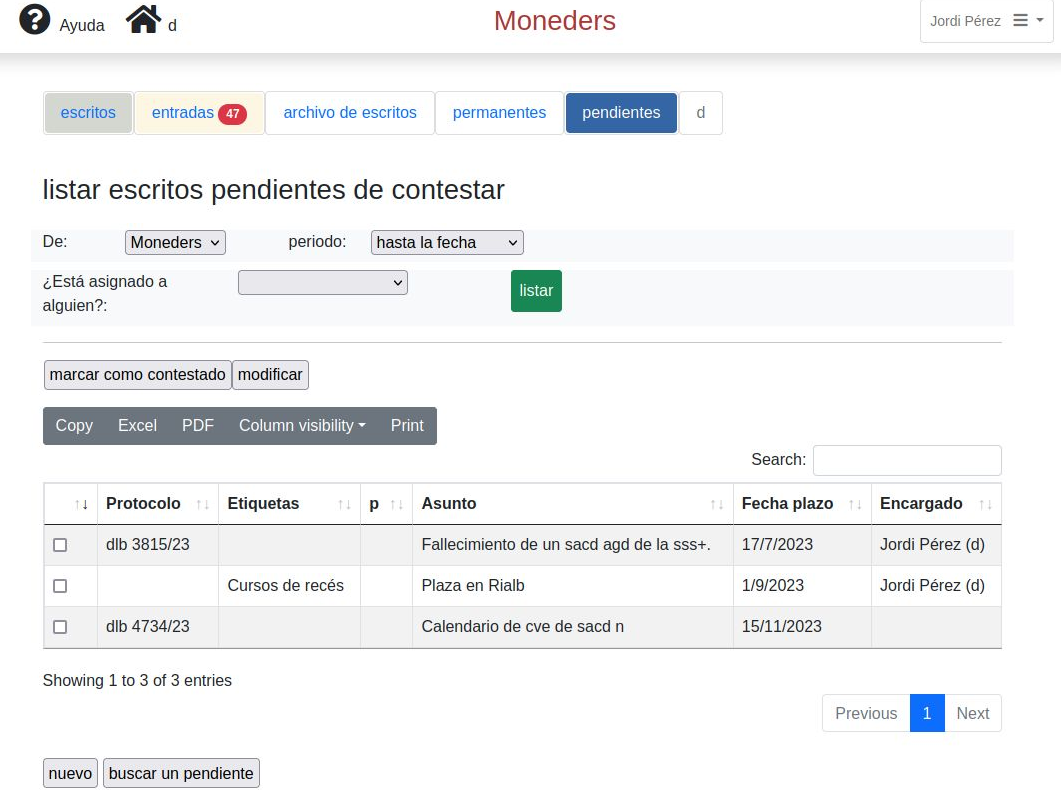 Ayuda d Moneders Jordi Pérez
escritos entradas 47 archivo de escritos permanentes pendientes d
listar escritos pendientes de contestar
De: Moneders periodo: hasta la fecha
¿Está asignado a
alguien?:
listar
marcar como contestado modificar
Copy Excel PDF Column visibility Print
Search:
Protocolo Etiquetas p Asunto Fecha plazo Encargado
dlb 3815/23 Fallecimiento de un sacd agd de la sss+. 17/7/2023 Jordi Pérez (d)
Cursos de recés Plaza en Rialb 1/9/2023 Jordi Pérez (d)
dlb 4734/23 Calendario de cve de sacd n 15/11/2023
Showing 1 to 3 of 3 entries
Previous 1 Next
nuevo buscar un pendiente